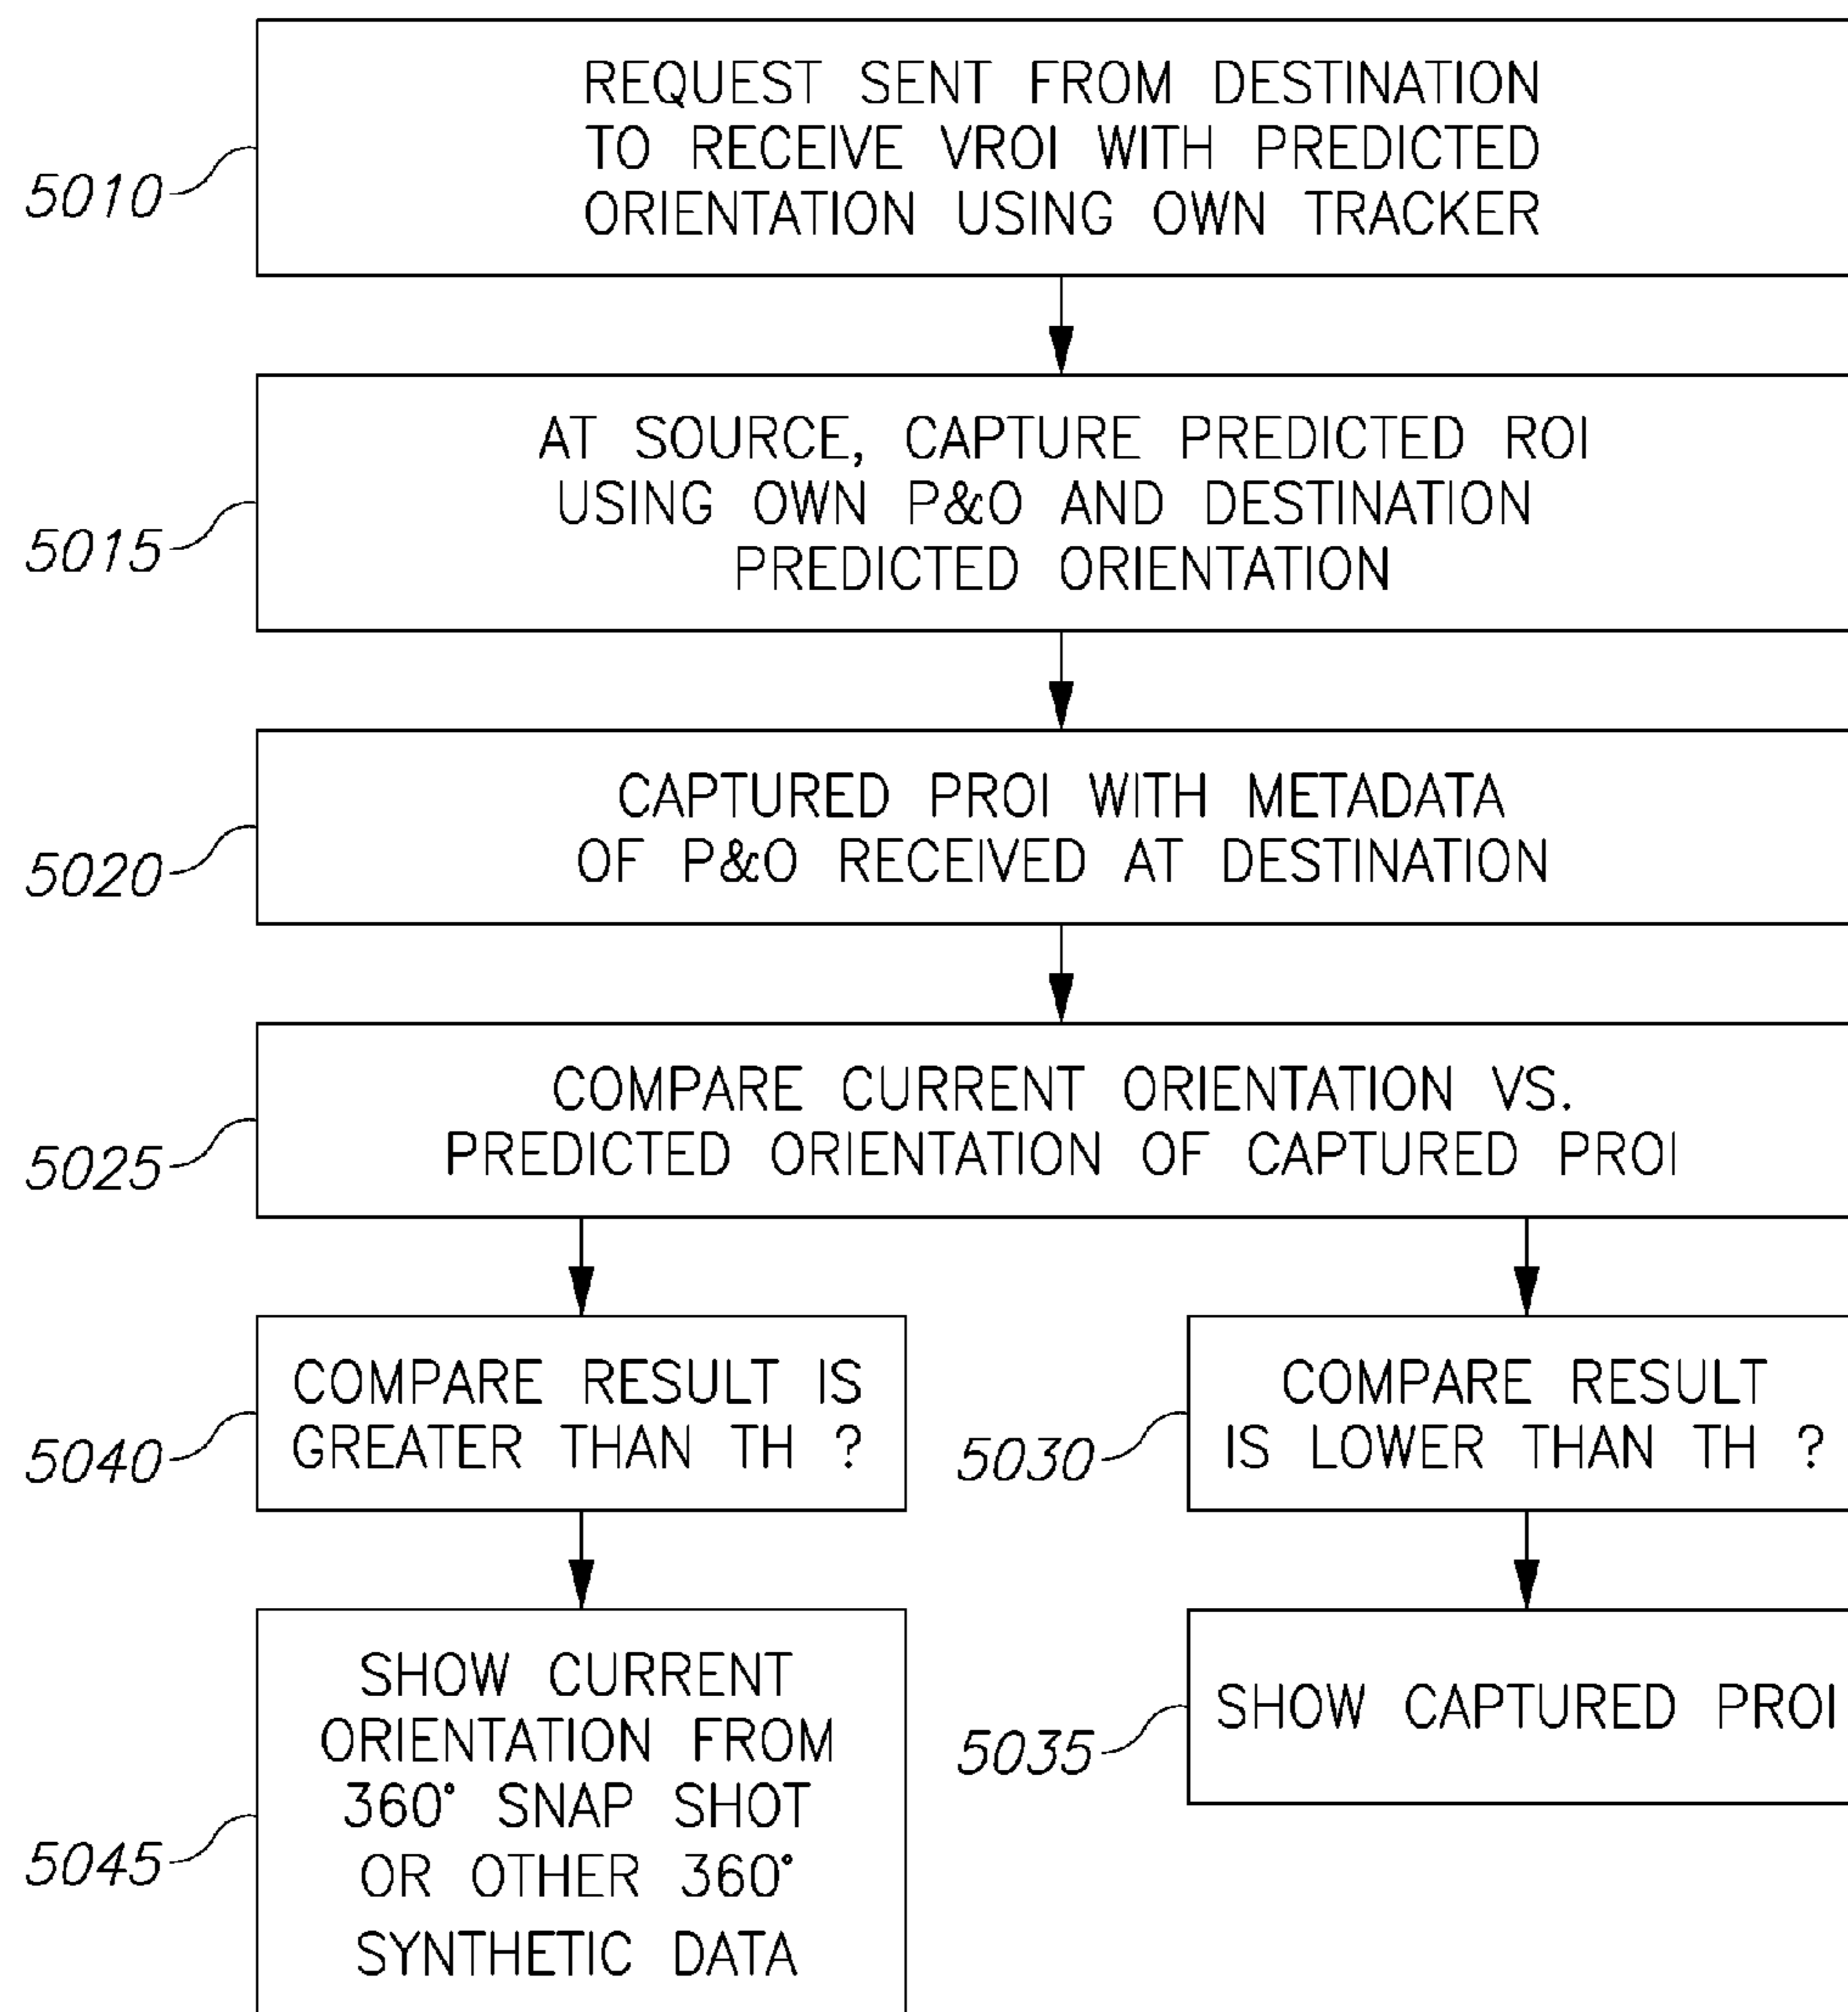 REQUEST SENT FROM DESTINATION
TO RECEIVE VROI WITH PREDICTED
ORIENTATION USING OWN TRACKER
5010
AT SOURCE, CAPTURE PREDICTED ROI
USING OWN P&O AND DESTINATION
PREDICTED ORIENTATION
5015
CAPTURED PROI WITH METADATA
OF P&O RECEIVED AT DESTINATION
5020
COMPARE CURRENT ORIENTATION VS.
PREDICTED ORIENTATION OF CAPTURED PROI
5025
COMPARE RESULT IS
GREATER THAN TH ?
5040
COMPARE RESULT
IS LOWER THAN TH ?
5030
SHOW CURRENT
ORIENTATION FROM
360° SNAP SHOT
OR OTHER 360°
SYNTHETIC DATA
5045
SHOW CAPTURED PROI
5035